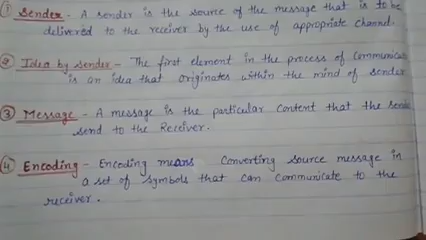 ① Sender - A sender is the source of the message that is to be
delivered to the receiver by the use of appropriate channel.
② Idea by sender - The first element in the process of
is an idea that originates within the mind of sender
③ Message - A message is the particular content that the
send to the Receiver.
④ Encoding - Encoding means converting source message in
a set of symbols that can communicate to the
receiver.